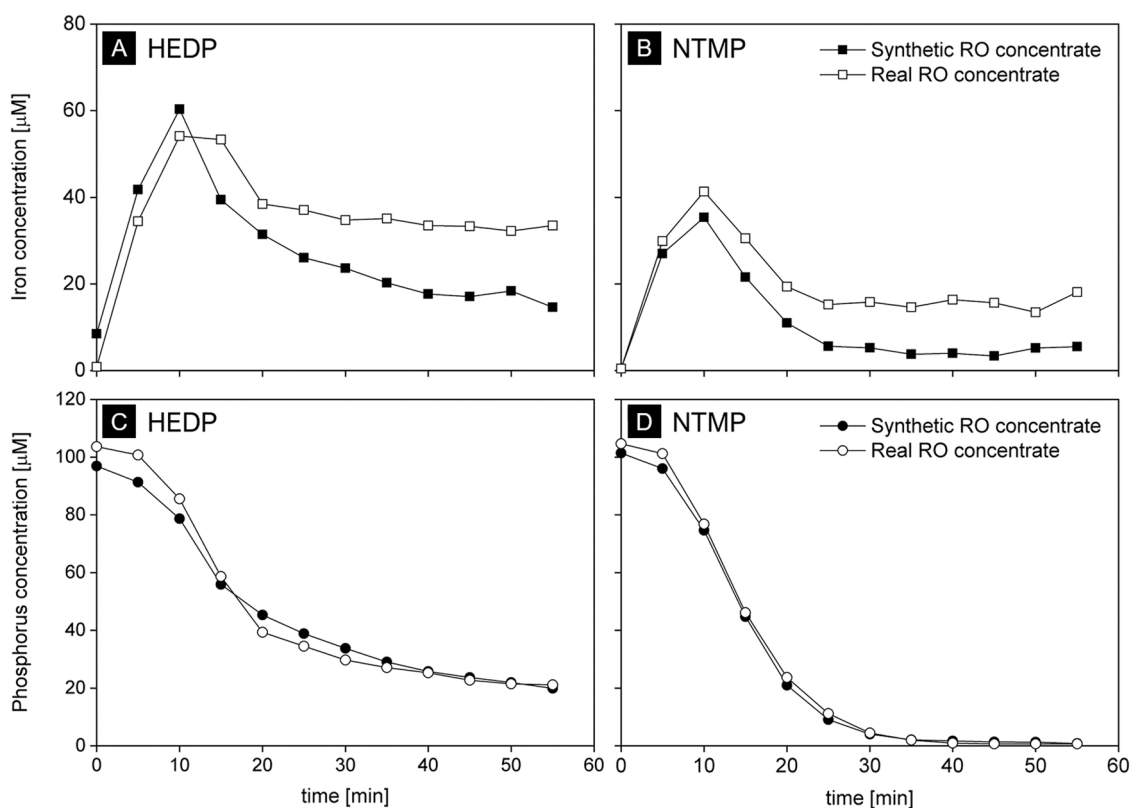 80
60
40
20
0
Iron concentration [µM]
A HEDP
B NTMP
Synthetic RO concentrate
Real RO concentrate
120
100
80
60
40
20
0
Phosphorus concentration [µM]
C HEDP
D NTMP
Synthetic RO concentrate
Real RO concentrate
0 10 20 30 40 50 60
0 10 20 30 40 50 60
time [min]
time [min]